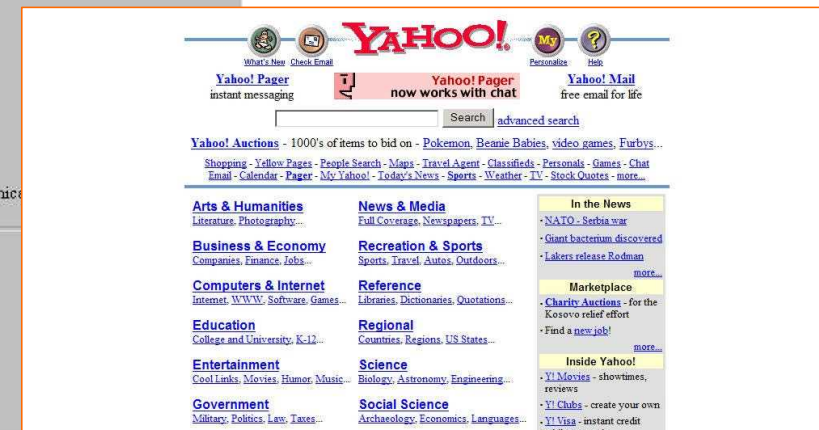 YAHOO!
What's New Check Email Personalize Help
My ?
Yahoo! Pager
instant messaging
Yahoo! Pager
now works with chat
Yahoo! Mail
free email for life
Search advanced search
Yahoo! Auctions - 1000's of items to bid on - Pokemon, Beanie Babies, video games, Furbys...
Shopping - Yellow Pages - People Search - Maps - Travel Agent - Classifieds - Personals - Games - Chat
Email - Calendar - Pager - My Yahoo! - Today's News - Sports - Weather - TV - Stock Quotes - more...
Arts & Humanities
Literature, Photography...
Business & Economy
Companies, Finance, Jobs...
Computers & Internet
Internet, WWW, Software, Games...
Education
College and University, K-12...
Entertainment
Cool Links, Movies, Humor, Music...
Government
Military, Politics, Law, Taxes...
News & Media
Full Coverage, Newspapers, TV...
Recreation & Sports
Sports, Travel, Autos, Outdoors...
Reference
Libraries, Dictionaries, Quotations...
Regional
Countries, Regions, US States...
Science
Biology, Astronomy, Engineering...
Social Science
Archaeology, Economics, Languages...
In the News
· NATO - Serbia war
· Giant bacterium discovered
· Lakers release Rodman
more...
Marketplace
· Charity Auctions - for the
Kosovo relief effort
· Find a new job!
more...
Inside Yahoo!
· Y! Movies - showtimes,
reviews
· Y! Clubs - create your own
· Y! Visa - instant credit